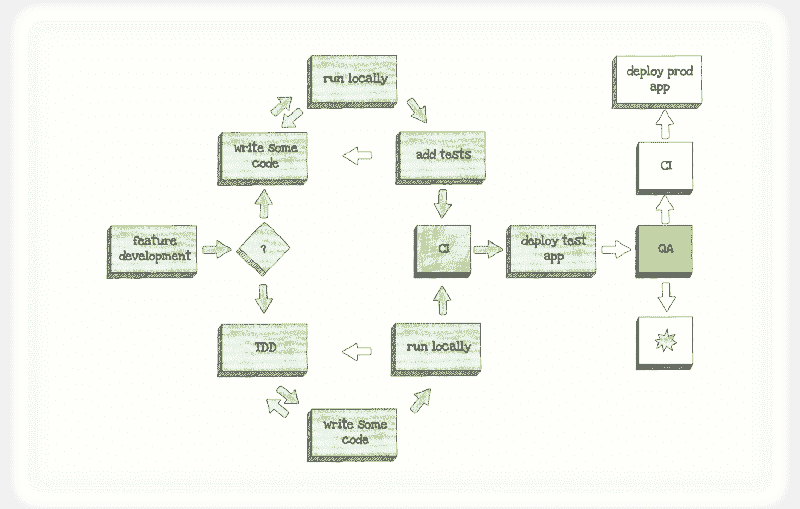 run locally
deploy prod
app
write some
code
add tests
CI
feature
development
?
CI
deploy test
app
QA
TDD
run locally
write some
code